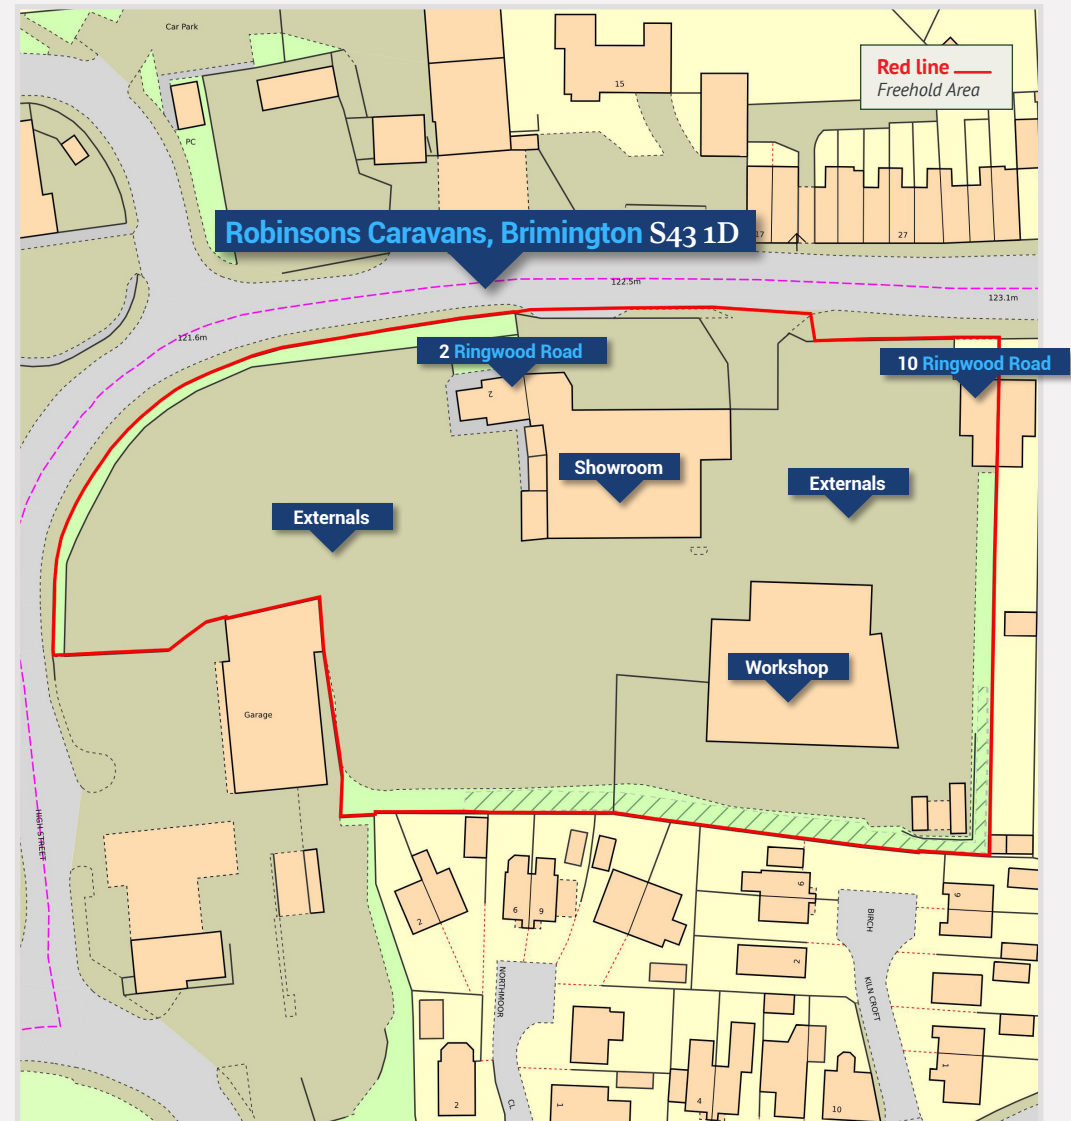 Car Park
15
Red line
Freehold Area
PC
Robinsons Caravans, Brimington S43 1D
17
27
122.5m
123.1m
121.6m
2 Ringwood Road
10 Ringwood Road
2
Showroom
Externals
Externals
Workshop
Garage
HIGH STREET
2
6
9
9
9
BIRCH
KILN CROFT
2
NORTHMOOR
CL
2
1
4
10
1